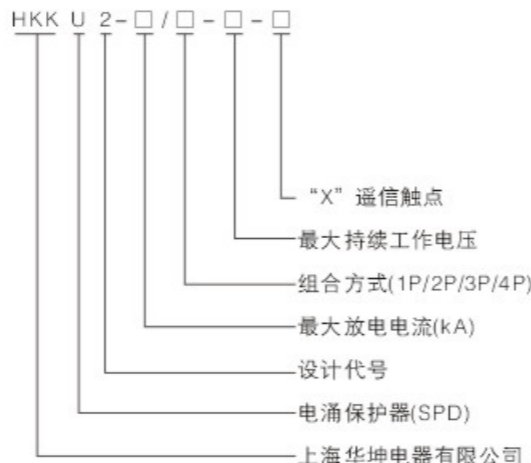 HKK U 2-□/□-□-□
“X”遥信触点
最大持续工作电压
组合方式(1P/2P/3P/4P)
最大放电电流(kA)
设计代号
电涌保护器(SPD)
上海华坤电器有限公司